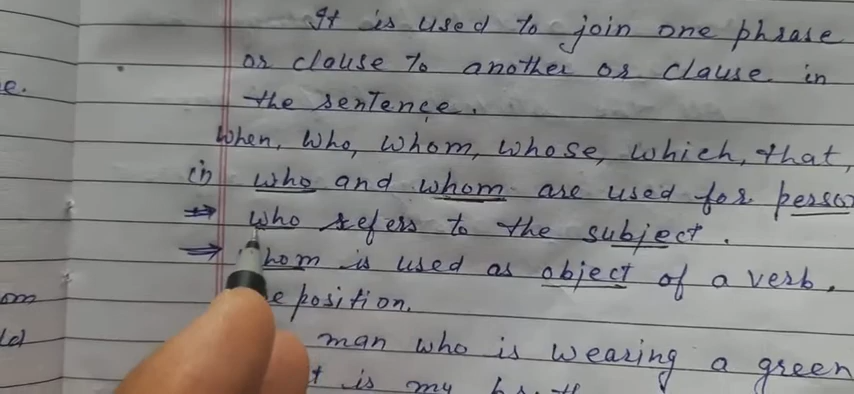 It is used to join one phrase
or clause to another or clause in
the sentence.
When, Who, Whom, Whose, Which, that,
(i) Who and whom are used for
⇒ Who refers to the subject.
⇒ hom is used as object of a verb.
position.
man who is wearing a green
is my